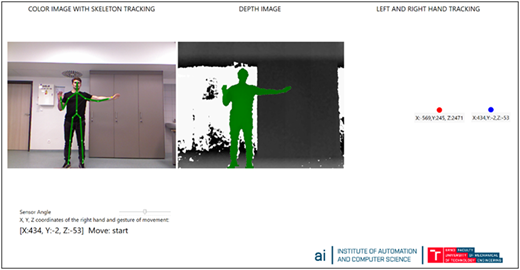 COLOR IMAGE WITH SKELETON TRACKING
DEPTH IMAGE
LEFT AND RIGHT HAND TRACKING
X:-569,Y:245, Z:2471
X:434,Y:-2,Z:-53
Sensor Angle
X, Y, Z coordinates of the right hand and gesture of movement:
[X:434, Y:-2, Z:-53] Move: start
ai
INSTITUTE OF AUTOMATION
AND COMPUTER SCIENCE
BRNO FACULTY
UNIVERSITY OF MECHANICAL
OF TECHNOLOGY ENGINEERING